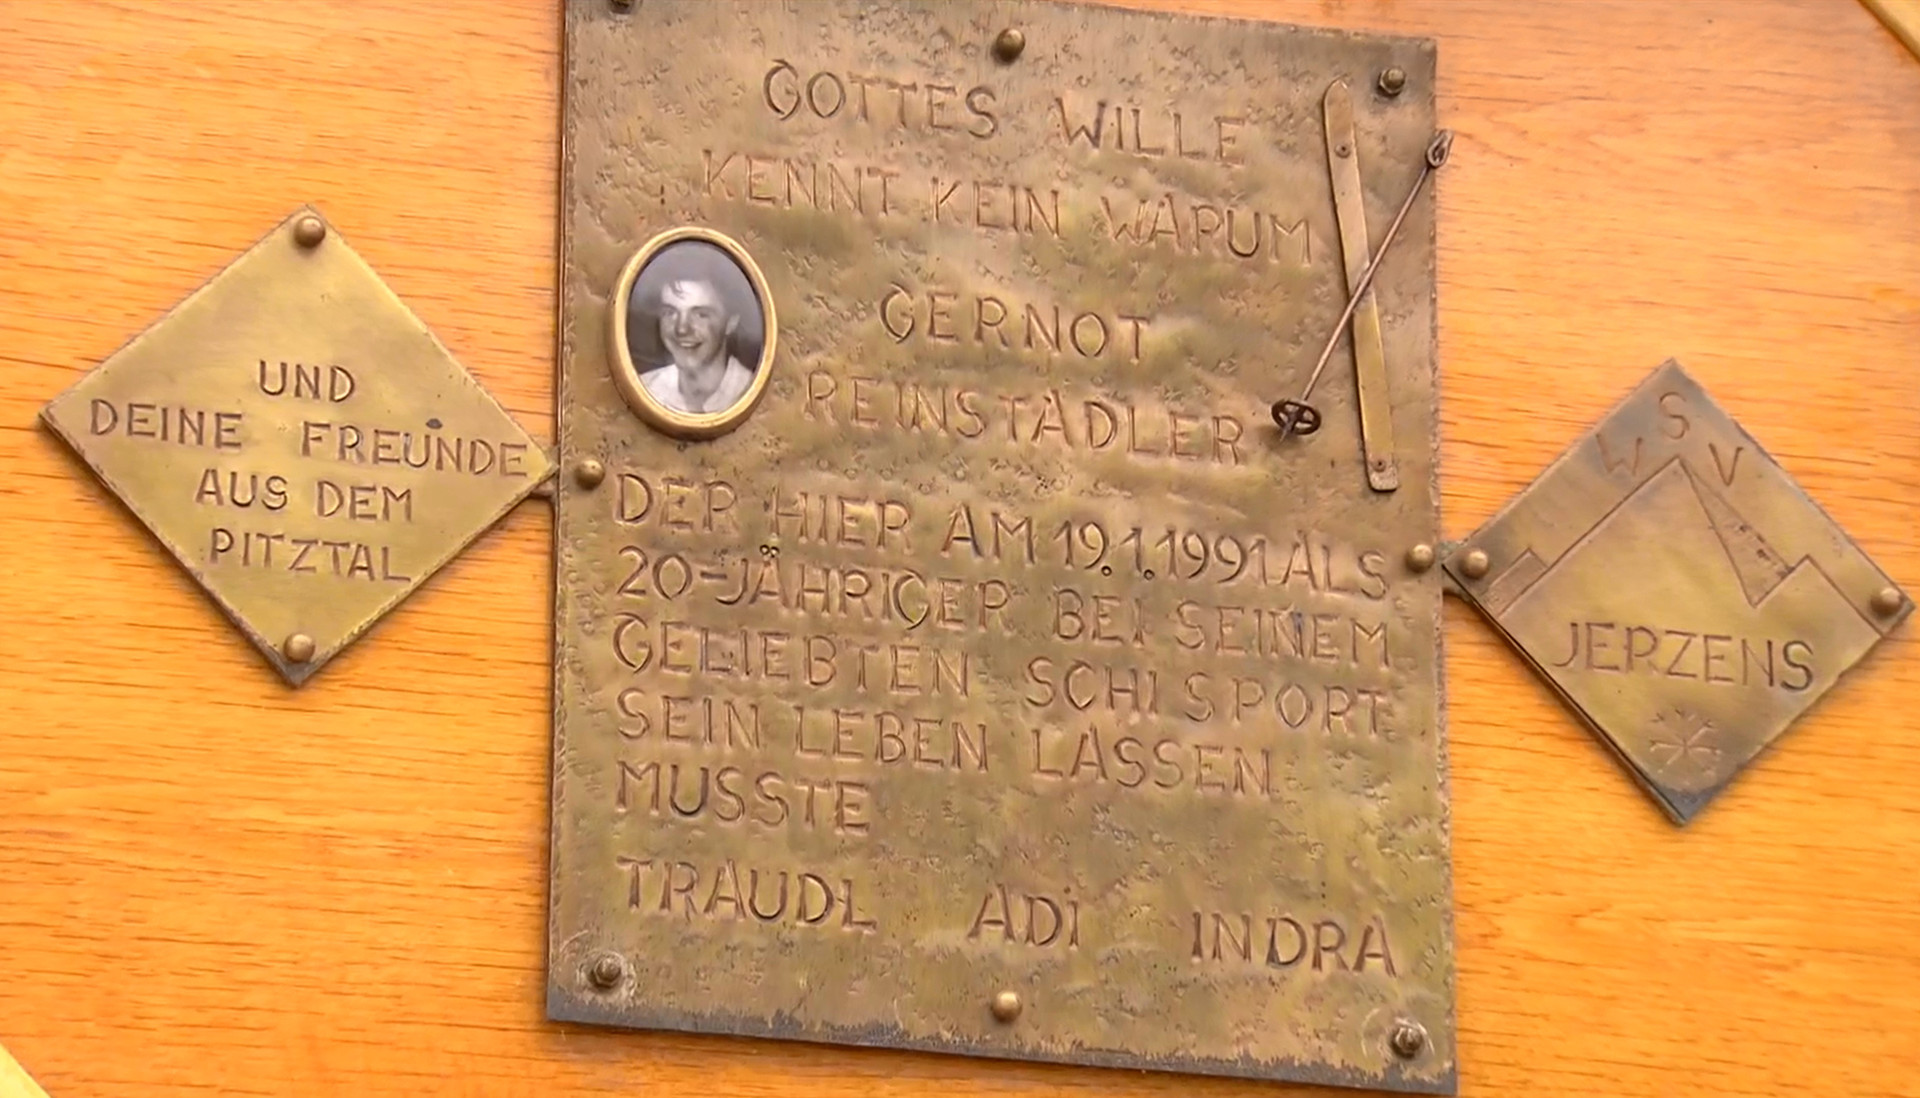 GOTTES WILLE
KENNT KEIN WARUM
GERNOT
REINSTADLER
DER HIER AM 19.1.1991 ALS
20-JÄHRIGER BEI SEINEM
GELIEBTEN SCHISPORT
SEIN LEBEN LASSEN
MUSSTE
TRAUDL ADi INDRA
UND
DEINE FREUNDE
AUS DEM
PITZTAL
WSV
JERZENS